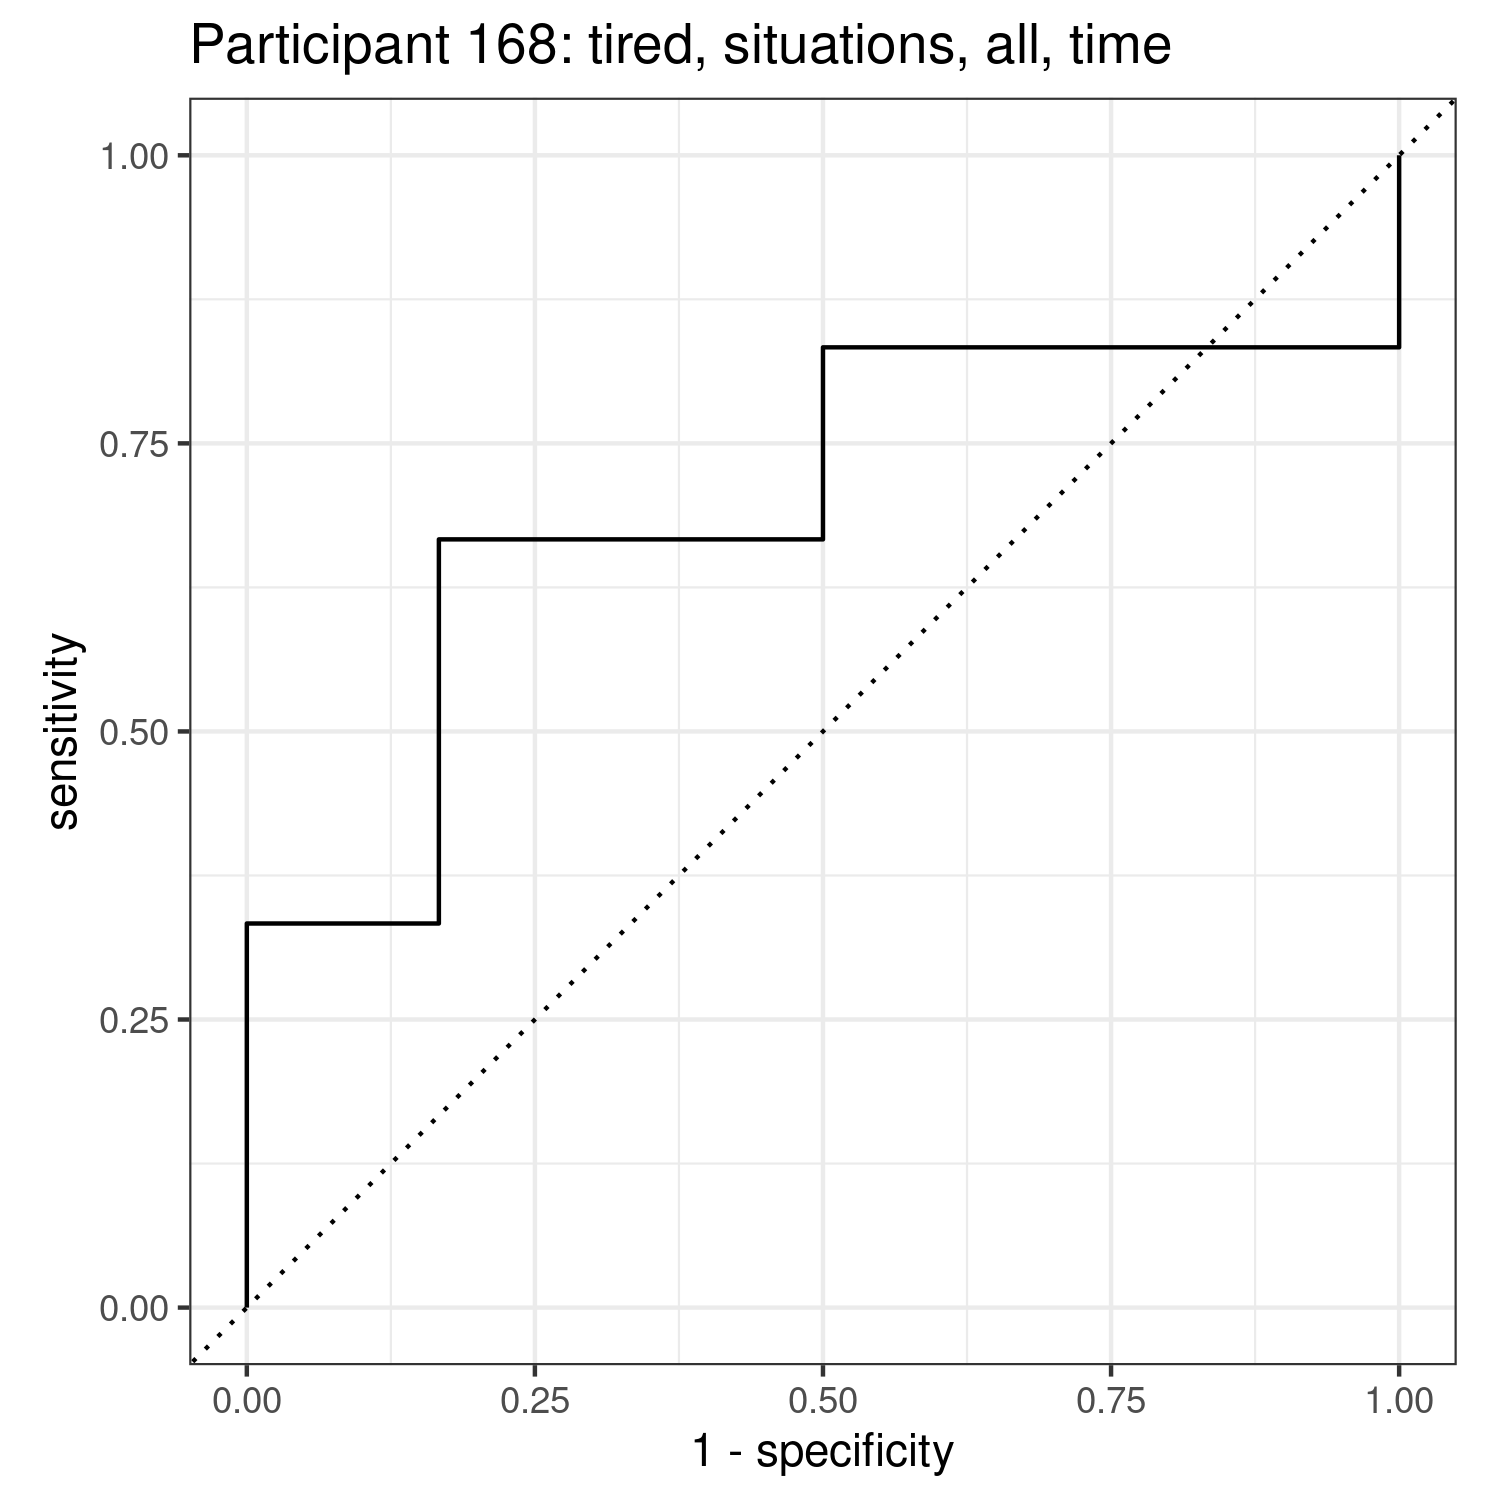 Participant 168: tired, situations, all, time
1.00
0.75
0.50
0.25
0.00
sensitivity
0.00 0.25 0.50 0.75 1.00
1 - specificity